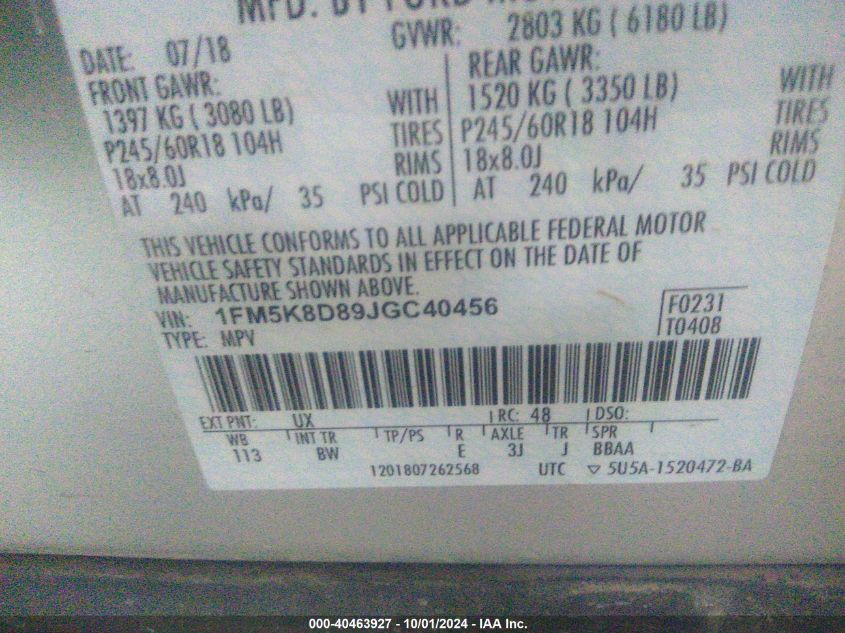 MFD. BY FORD
DATE: 07/18 GVWR: 2803 KG ( 6180 LB)
FRONT GAWR: REAR GAWR:
1397 KG ( 3080 LB) WITH 1520 KG ( 3350 LB) WITH
P245/60R18 104H TIRES P245/60R18 104H TIRES
18x8.0J RIMS 18x8.0J RIMS
AT 240 kPa/ 35 PSI COLD AT 240 kPa/ 35 PSI COLD
THIS VEHICLE CONFORMS TO ALL APPLICABLE FEDERAL MOTOR
VEHICLE SAFETY STANDARDS IN EFFECT ON THE DATE OF
MANUFACTURE SHOWN ABOVE.
VIN: 1FM5K8D89JGC40456 F0231
TYPE: MPV T0408
EXT PNT: UX RC: 48 DSO:
WB INT TR TP/PS R AXLE TR SPR
113 BW E 3J J BBAA
1201807262568 UTC ▽ 5U5A-1520472-BA
000-40463927 - 10/01/2024 - IAA Inc.